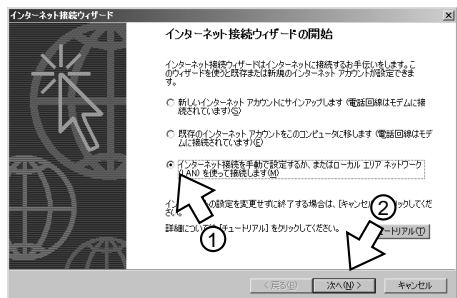 インターネット接続ウィザード
インターネット接続ウィザードの開始
インターネット接続ウィザードはインターネットに接続するお手伝いをします。こ
のウィザードを使うと既存または新規のインターネット アカウントが設定できま
す。
新しいインターネット アカウントにサインアップします (電話回線はモデムに接
続されています)(S)
既存のインターネット アカウントをこのコンピュータに移します (電話回線はモデ
ムに接続されています)(E)
インターネット接続を手動で設定するか、またはローカル エリア ネットワーク
(LAN) を使って接続します(M)
の設定を変更せずに終了する場合は、[キャンセル] クリックしてくだ
さい。
詳細について [チュートリアル] をクリックしてください。
ートリアル(T)
①
②
< 戻る(B)
次へ(N) >
キャンセル